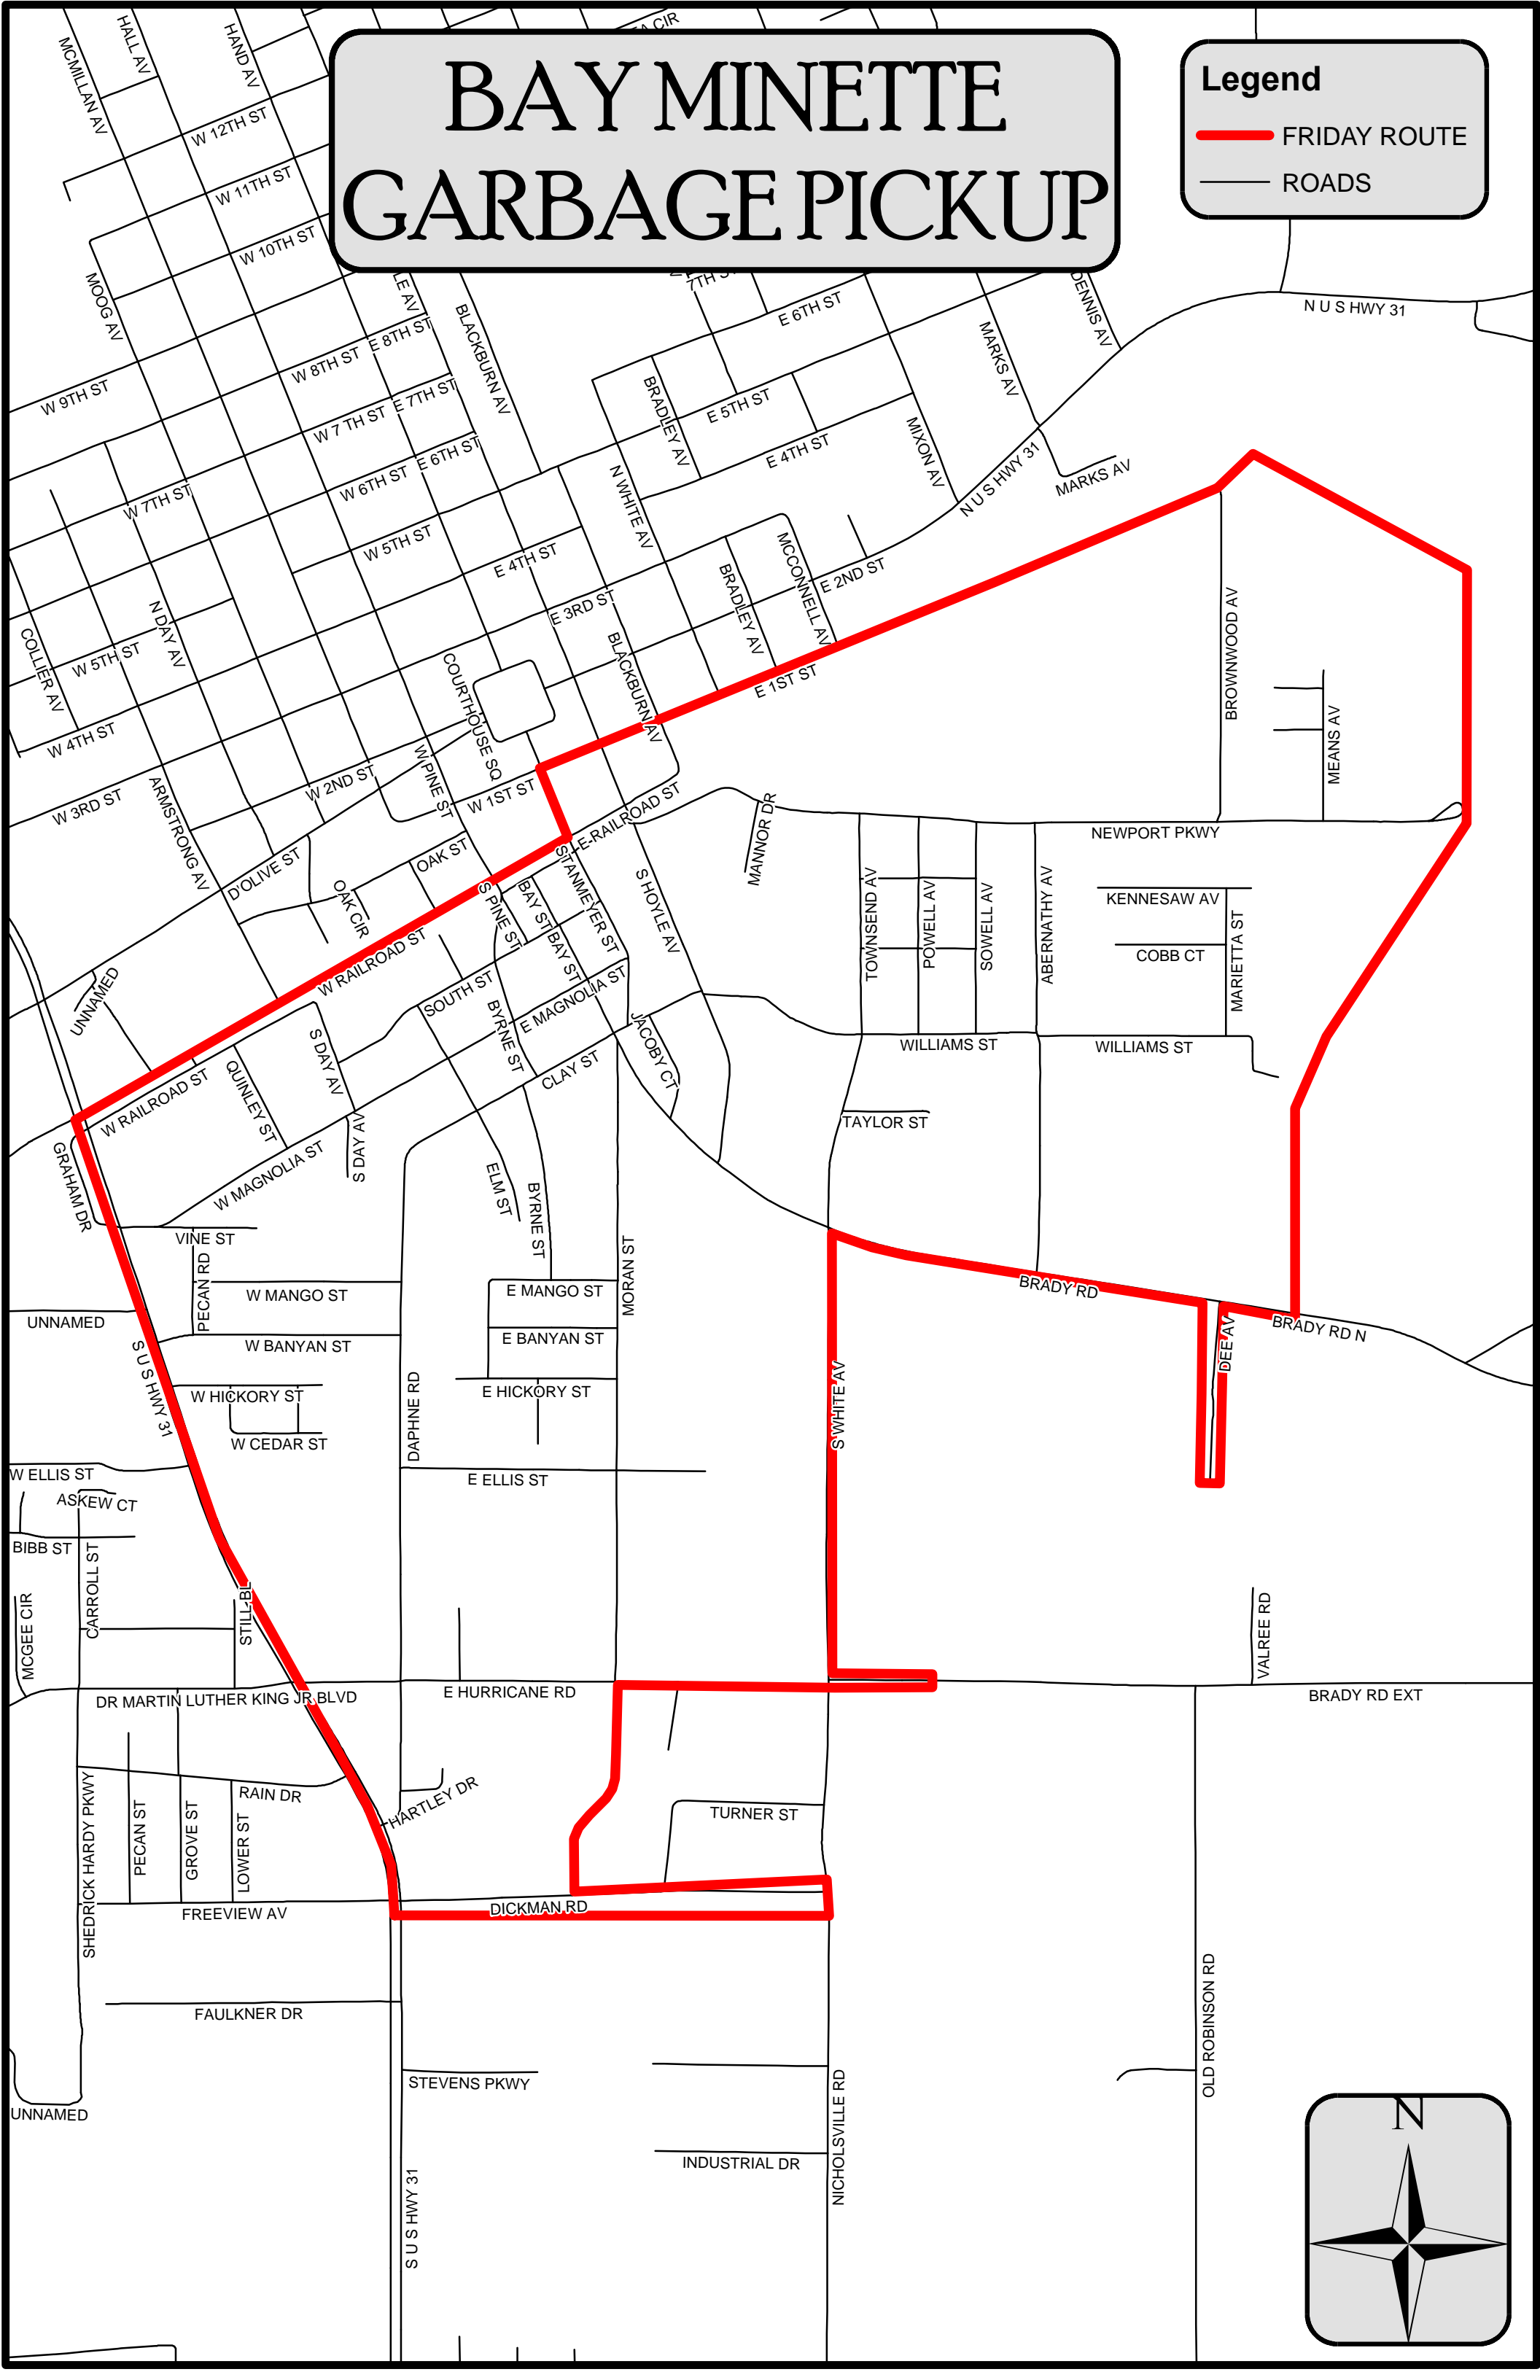 BAY MINETTE
GARBAGE PICKUP
Legend
FRIDAY ROUTE
ROADS
MCMILLAN AV
HALL AV
HAND AV
CIR
W 12TH ST
W 11TH ST
W 10TH ST
MOOG AV
BLACKBURN AV
7TH ST
E 6TH ST
DENNIS AV
MARKS AV
N U S HWY 31
W 9TH ST
W 8TH ST
E 8TH ST
W 7 TH ST
E 7TH ST
BRADLEY AV
E 5TH ST
MIXON AV
E 4TH ST
W 7TH ST
W 6TH ST
E 6TH ST
N WHITE AV
N U S HWY 31
MARKS AV
W 5TH ST
E 4TH ST
MCCONNELL AV
E 2ND ST
BRADLEY AV
E 3RD ST
N DAY AV
COLLIER AV
W 5TH ST
BLACKBURN AV
COURTHOUSE SQ
E 1ST ST
BROWNWOOD AV
MEANS AV
W 4TH ST
W 3RD ST
ARMSTRONG AV
W 2ND ST
W PINE ST
W 1ST ST
E RAILROAD ST
MANNOR DR
NEWPORT PKWY
D'OLIVE ST
OAK ST
OAK CIR
STANMEYER ST
S PINE ST
BAY ST
BAY ST
S HOYLE AV
TOWNSEND AV
POWELL AV
SOWELL AV
ABERNATHY AV
KENNESAW AV
COBB CT
MARIETTA ST
W RAILROAD ST
UNNAMED
SOUTH ST
E MAGNOLIA ST
BYRNE ST
JACOBY CT
CLAY ST
WILLIAMS ST
WILLIAMS ST
S DAY AV
QUINLEY ST
W RAILROAD ST
TAYLOR ST
GRAHAM DR
W MAGNOLIA ST
S DAY AV
ELM ST
BYRNE ST
VINE ST
PECAN RD
MORAN ST
W MANGO ST
E MANGO ST
BRADY RD
BRADY RD N
DEE AV
UNNAMED
W BANYAN ST
E BANYAN ST
S U S HWY 31
S WHITE AV
W HICKORY ST
DAPHNE RD
E HICKORY ST
W CEDAR ST
W ELLIS ST
E ELLIS ST
ASKEW CT
BIBB ST
CARROLL ST
MCGEE CIR
STILL BL
VALREE RD
DR MARTIN LUTHER KING JR BLVD
E HURRICANE RD
BRADY RD EXT
RAIN DR
HARTLEY DR
TURNER ST
SHEDRICK HARDY PKWY
PECAN ST
GROVE ST
LOWER ST
FREEVIEW AV
DICKMAN RD
FAULKNER DR
OLD ROBINSON RD
STEVENS PKWY
UNNAMED
NICHOLSVILLE RD
INDUSTRIAL DR
S U S HWY 31
N